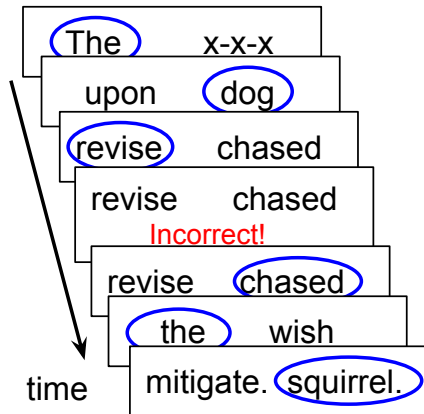 The x-x-x
upon dog
revise chased
revise chased
Incorrect!
revise chased
the wish
mitigate. squirrel.
time